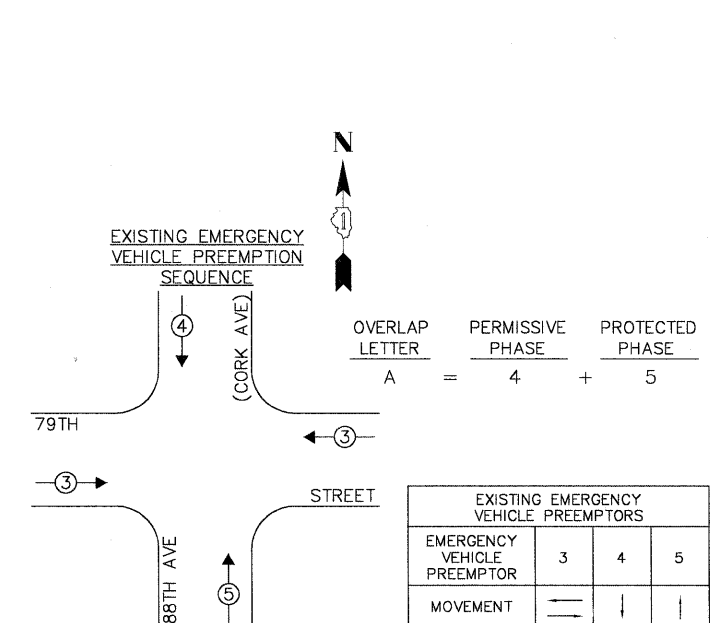 N
1
EXISTING EMERGENCY
VEHICLE PREEMPTION
SEQUENCE
4
(CORK AVE)
OVERLAP PERMISSIVE PROTECTED
LETTER PHASE PHASE
A = 4 + 5
79TH
3
3
STREET
88TH AVE
5
EXISTING EMERGENCY
VEHICLE PREEMPTORS
EMERGENCY
VEHICLE
PREEMPTOR
3 4 5
MOVEMENT